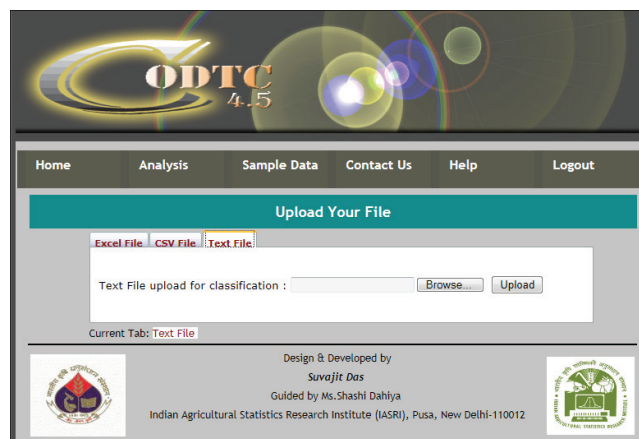 ODTC
4.5
Home Analysis Sample Data Contact Us Help Logout
Upload Your File
Excel File CSV File Text File
Text File upload for classification : Browse... Upload
Current Tab: Text File
Design & Developed by
Suvajit Das
Guided by Ms.Shashi Dahiya
Indian Agricultural Statistics Research Institute (IASRI), Pusa, New Delhi-110012